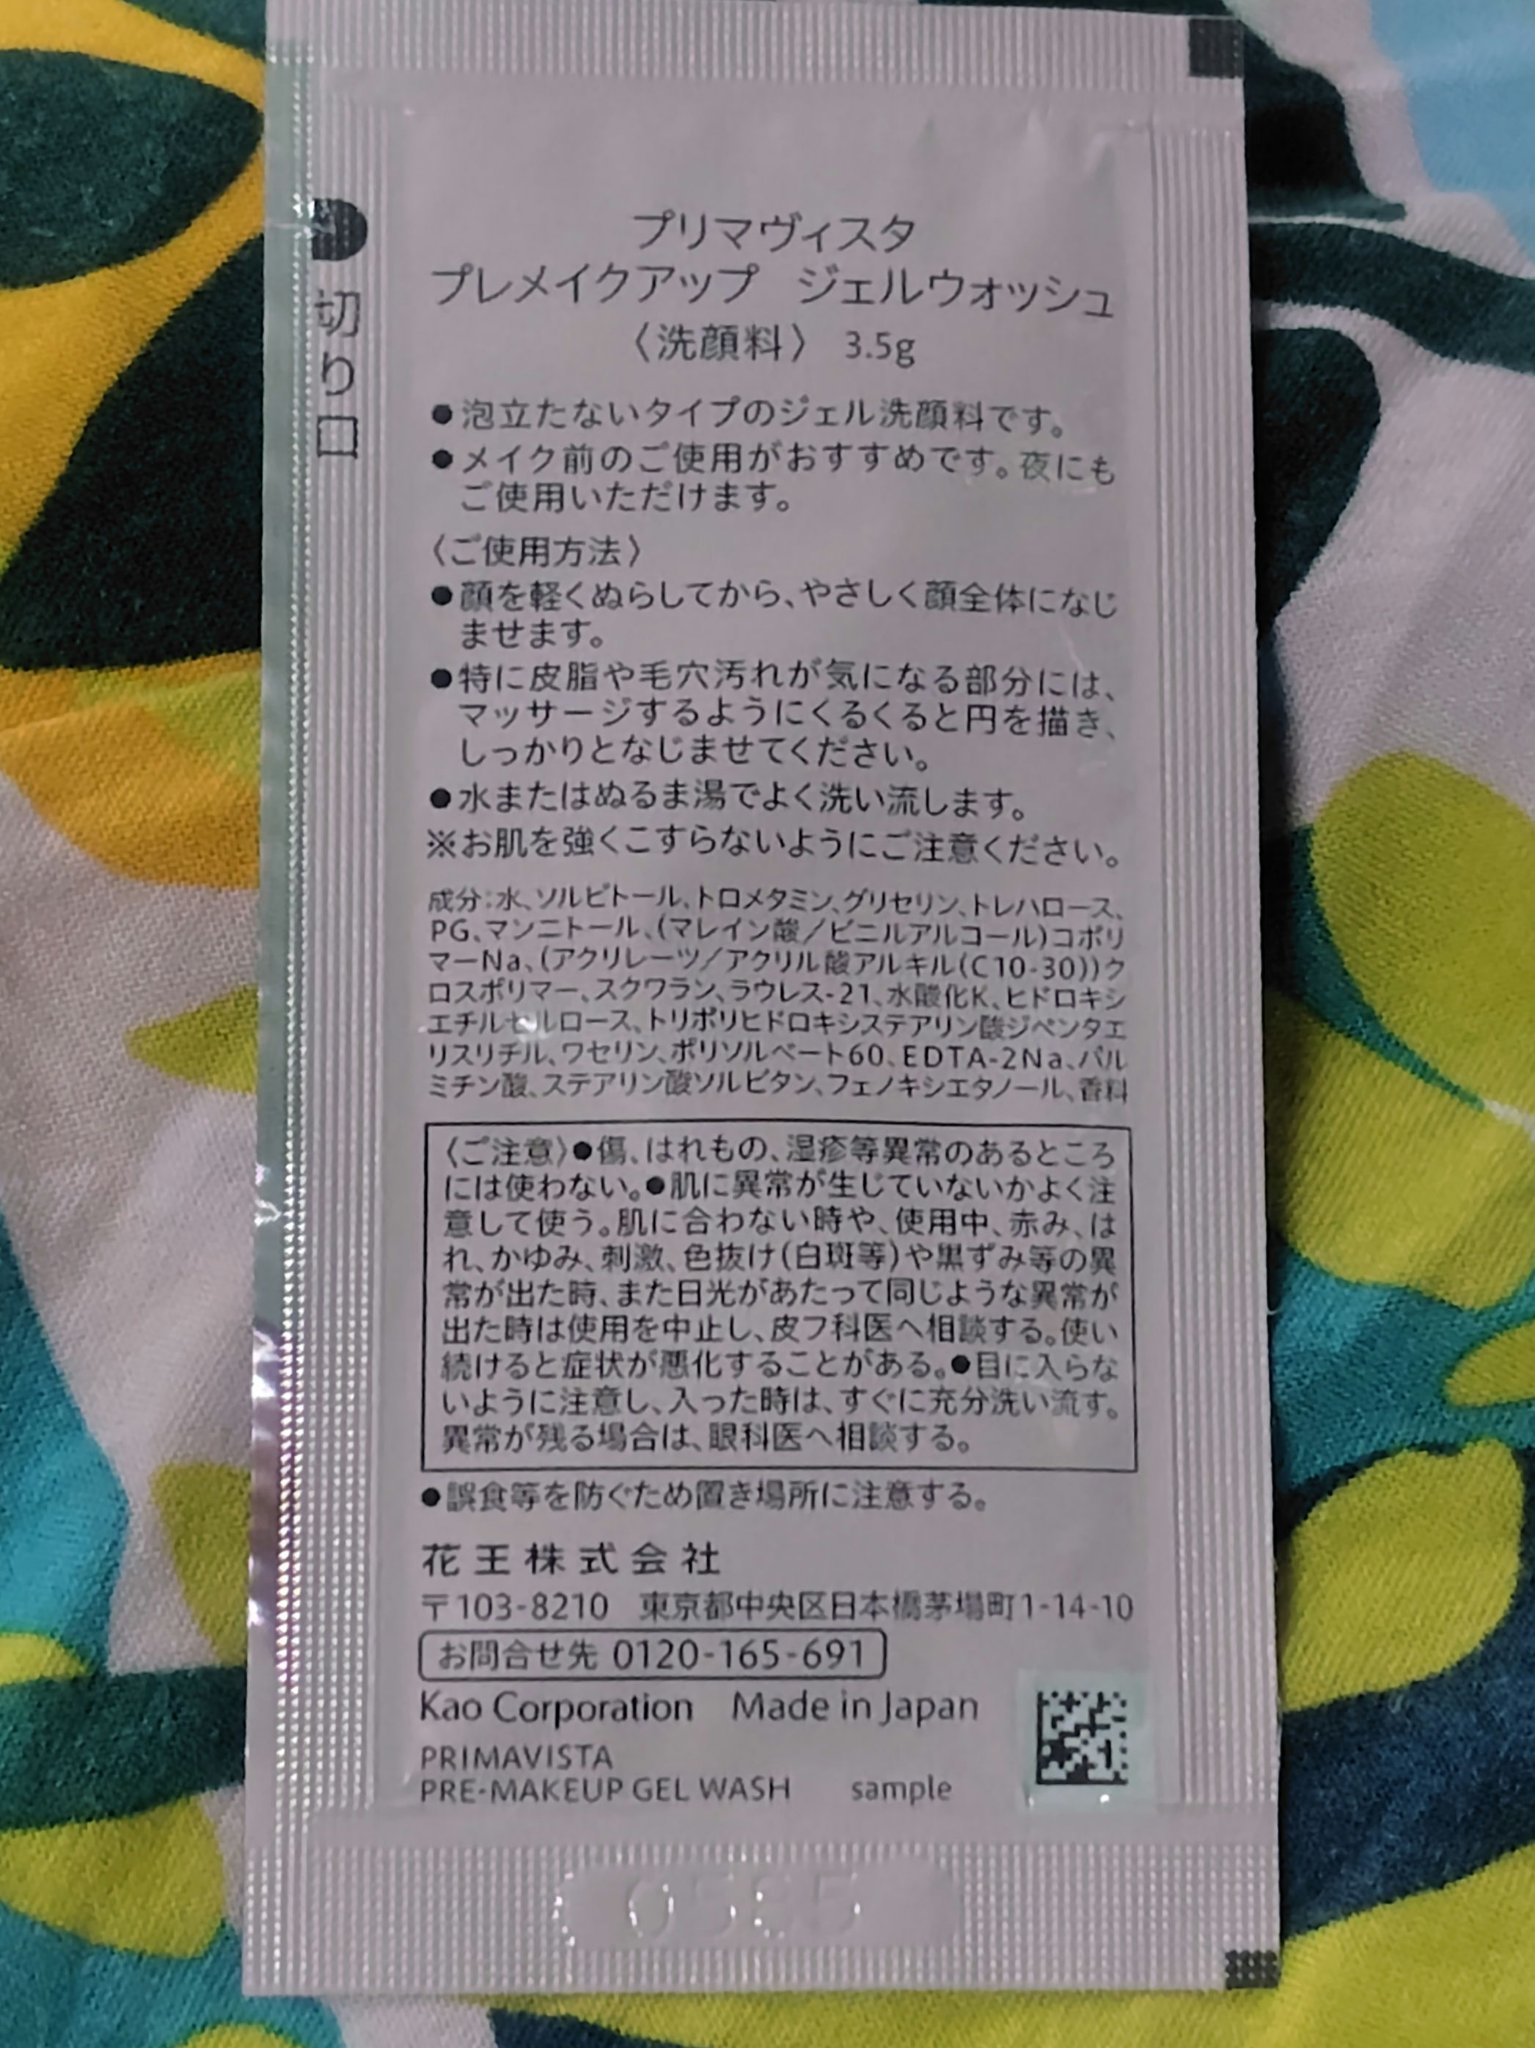 切り口
プリマヴィスタ
プレメイクアップ ジェルウォッシュ
〈洗顔料〉 3.5g
●泡立たないタイプのジェル洗顔料です。
●メイク前のご使用がおすすめです。夜にも
ご使用いただけます。
〈ご使用方法〉
●顔を軽くぬらしてから、やさしく顔全体になじ
ませます。
●特に皮脂や毛穴汚れが気になる部分には、
マッサージするようにくるくると円を描き、
しっかりとなじませてください。
●水またはぬるま湯でよく洗い流します。
※お肌を強くこすらないようにご注意ください。
成分：水、ソルビトール、トロメタミン、グリセリン、トレハロース、
PG、マンニトール、(マレイン酸／ビニルアルコール)コポリ
マーNa、(アクリレーツ／アクリル酸アルキル(C10-30))ク
ロスポリマー、スクワラン、ラウレス-21、水酸化K、ヒドロキシ
エチルセルロース、トリポリヒドロキシステアリン酸ジペンタエ
リスリチル、ワセリン、ポリソルベート60、EDTA-2Na、パル
ミチン酸、ステアリン酸ソルビタン、フェノキシエタノール、香料
〈ご注意〉●傷、はれもの、湿疹等異常のあるところ
には使わない。●肌に異常が生じていないかよく注
意して使う。肌に合わない時や、使用中、赤み、は
れ、かゆみ、刺激、色抜け(白斑等)や黒ずみ等の異
常が出た時、また日光があたって同じような異常が
出た時は使用を中止し、皮フ科医へ相談する。使い
続けると症状が悪化することがある。●目に入らな
いように注意し、入った時は、すぐに充分洗い流す。
異常が残る場合は、眼科医へ相談する。
●誤食等を防ぐため置き場所に注意する。
花王株式会社
〒103-8210 東京都中央区日本橋茅場町1-14-10
お問合せ先 0120-165-691
Kao Corporation Made in Japan
PRIMAVISTA
PRE-MAKEUP GEL WASH sample